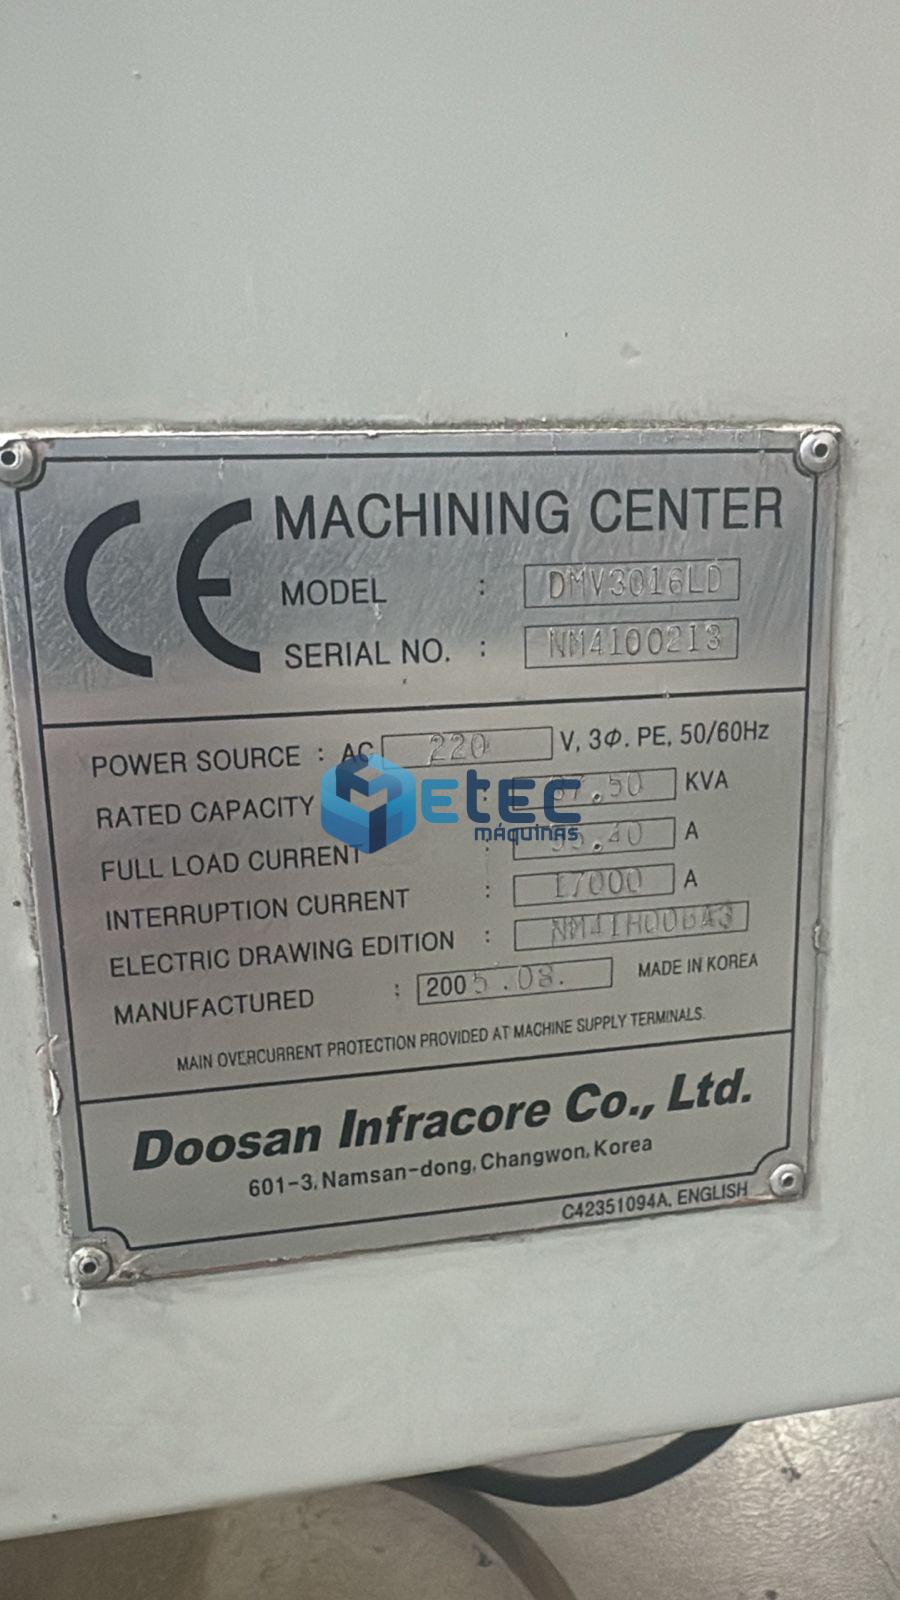 CE MACHINING CENTER
MODEL : DMV3016LD
SERIAL NO. : NM4100213
POWER SOURCE : AC 220 V, 3Φ. PE, 50/60Hz
RATED CAPACITY : KVA
FULL LOAD CURRENT : A
INTERRUPTION CURRENT : 17000 A
ELECTRIC DRAWING EDITION :
MANUFACTURED : 2005.08. MADE IN KOREA
MAIN OVERCURRENT PROTECTION PROVIDED AT MACHINE SUPPLY TERMINALS.
Doosan Infracore Co., Ltd.
601-3, Namsan-dong, Changwon, Korea
C42351094A, ENGLISH
etec
máquinas